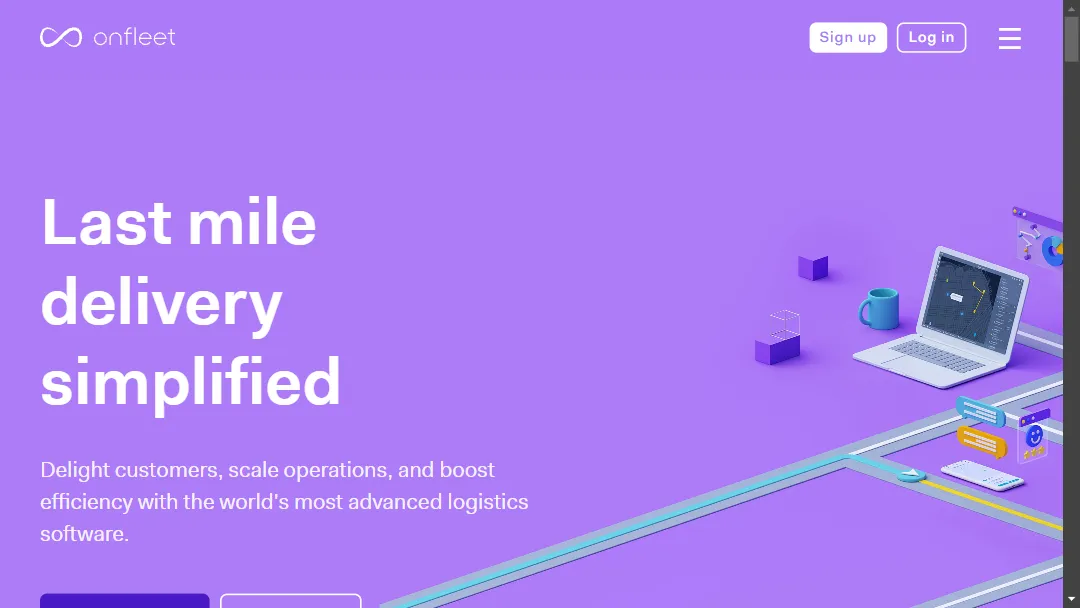 onfleet
Sign up
Log in
Last mile
delivery
simplified
Delight customers, scale operations, and boost
efficiency with the world's most advanced logistics
software.